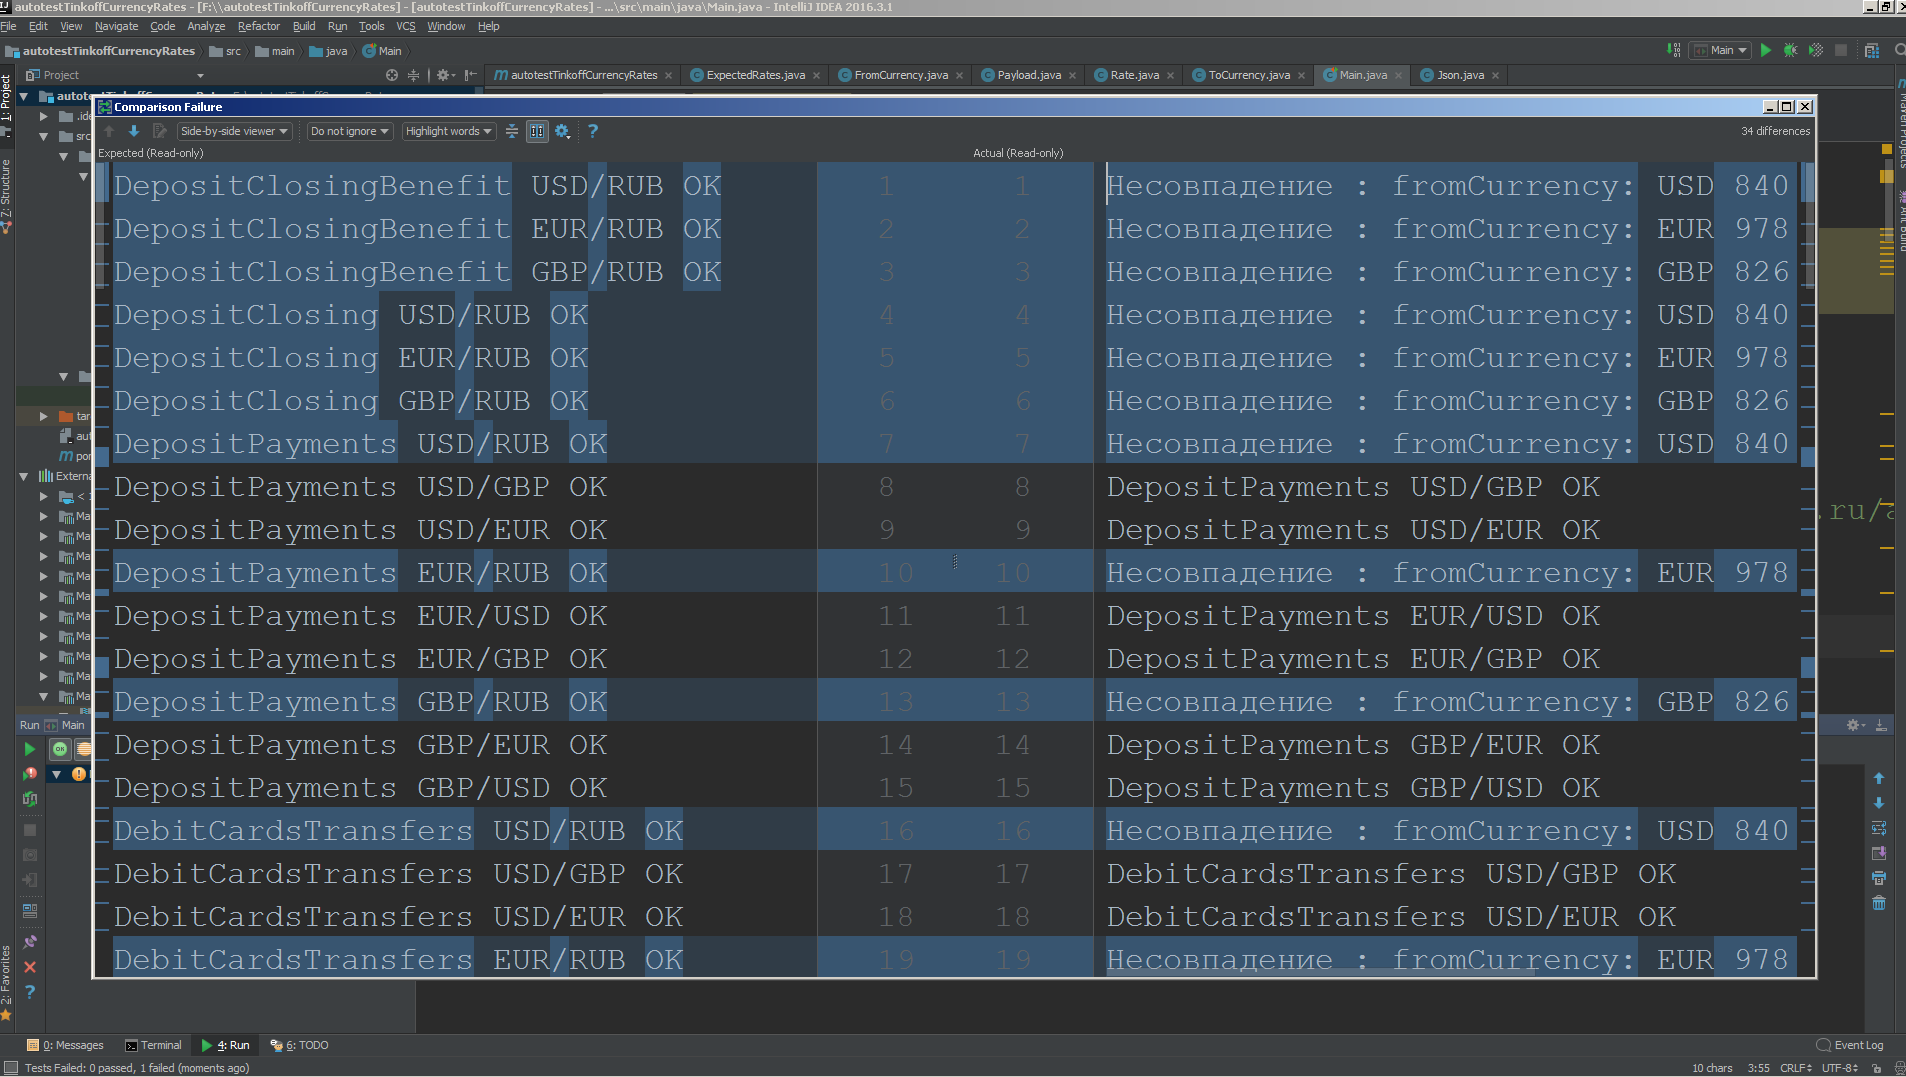 autotestTinkoffCurrencyRates - [F:\\autotestTinkoffCurrencyRates] - [autotestTinkoffCurrencyRates] - ...\src\main\java\Main.java - IntelliJ IDEA 2016.3.1
File Edit View Navigate Code Analyze Refactor Build Run Tools VCS Window Help
autotestTinkoffCurrencyRates src main java Main Main
Project autotestTinkoffCurrencyRates ExpectedRates.java FromCurrency.java Payload.java Rate.java ToCurrency.java Main.java Json.java
1: Project
7: Structure
2: Favorites
Comparison Failure
Side-by-side viewer Do not ignore Highlight words ? 34 differences
Expected (Read-only) Actual (Read-only)
DepositClosingBenefit USD/RUB OK 1 1 Несовпадение : fromCurrency: USD 840
DepositClosingBenefit EUR/RUB OK 2 2 Несовпадение : fromCurrency: EUR 978
DepositClosingBenefit GBP/RUB OK 3 3 Несовпадение : fromCurrency: GBP 826
DepositClosing USD/RUB OK 4 4 Несовпадение : fromCurrency: USD 840
DepositClosing EUR/RUB OK 5 5 Несовпадение : fromCurrency: EUR 978
DepositClosing GBP/RUB OK 6 6 Несовпадение : fromCurrency: GBP 826
DepositPayments USD/RUB OK 7 7 Несовпадение : fromCurrency: USD 840
DepositPayments USD/GBP OK 8 8 DepositPayments USD/GBP OK
DepositPayments USD/EUR OK 9 9 DepositPayments USD/EUR OK
DepositPayments EUR/RUB OK 10 10 Несовпадение : fromCurrency: EUR 978
DepositPayments EUR/USD OK 11 11 DepositPayments EUR/USD OK
DepositPayments EUR/GBP OK 12 12 DepositPayments EUR/GBP OK
DepositPayments GBP/RUB OK 13 13 Несовпадение : fromCurrency: GBP 826
DepositPayments GBP/EUR OK 14 14 DepositPayments GBP/EUR OK
DepositPayments GBP/USD OK 15 15 DepositPayments GBP/USD OK
DebitCardsTransfers USD/RUB OK 16 16 Несовпадение : fromCurrency: USD 840
DebitCardsTransfers USD/GBP OK 17 17 DebitCardsTransfers USD/GBP OK
DebitCardsTransfers USD/EUR OK 18 18 DebitCardsTransfers USD/EUR OK
DebitCardsTransfers EUR/RUB OK 19 19 Несовпадение : fromCurrency: EUR 978
Run Main
0: Messages Terminal 4: Run 6: TODO Event Log
Tests Failed: 0 passed, 1 failed (moments ago) 10 chars 3:55 CRLF UTF-8